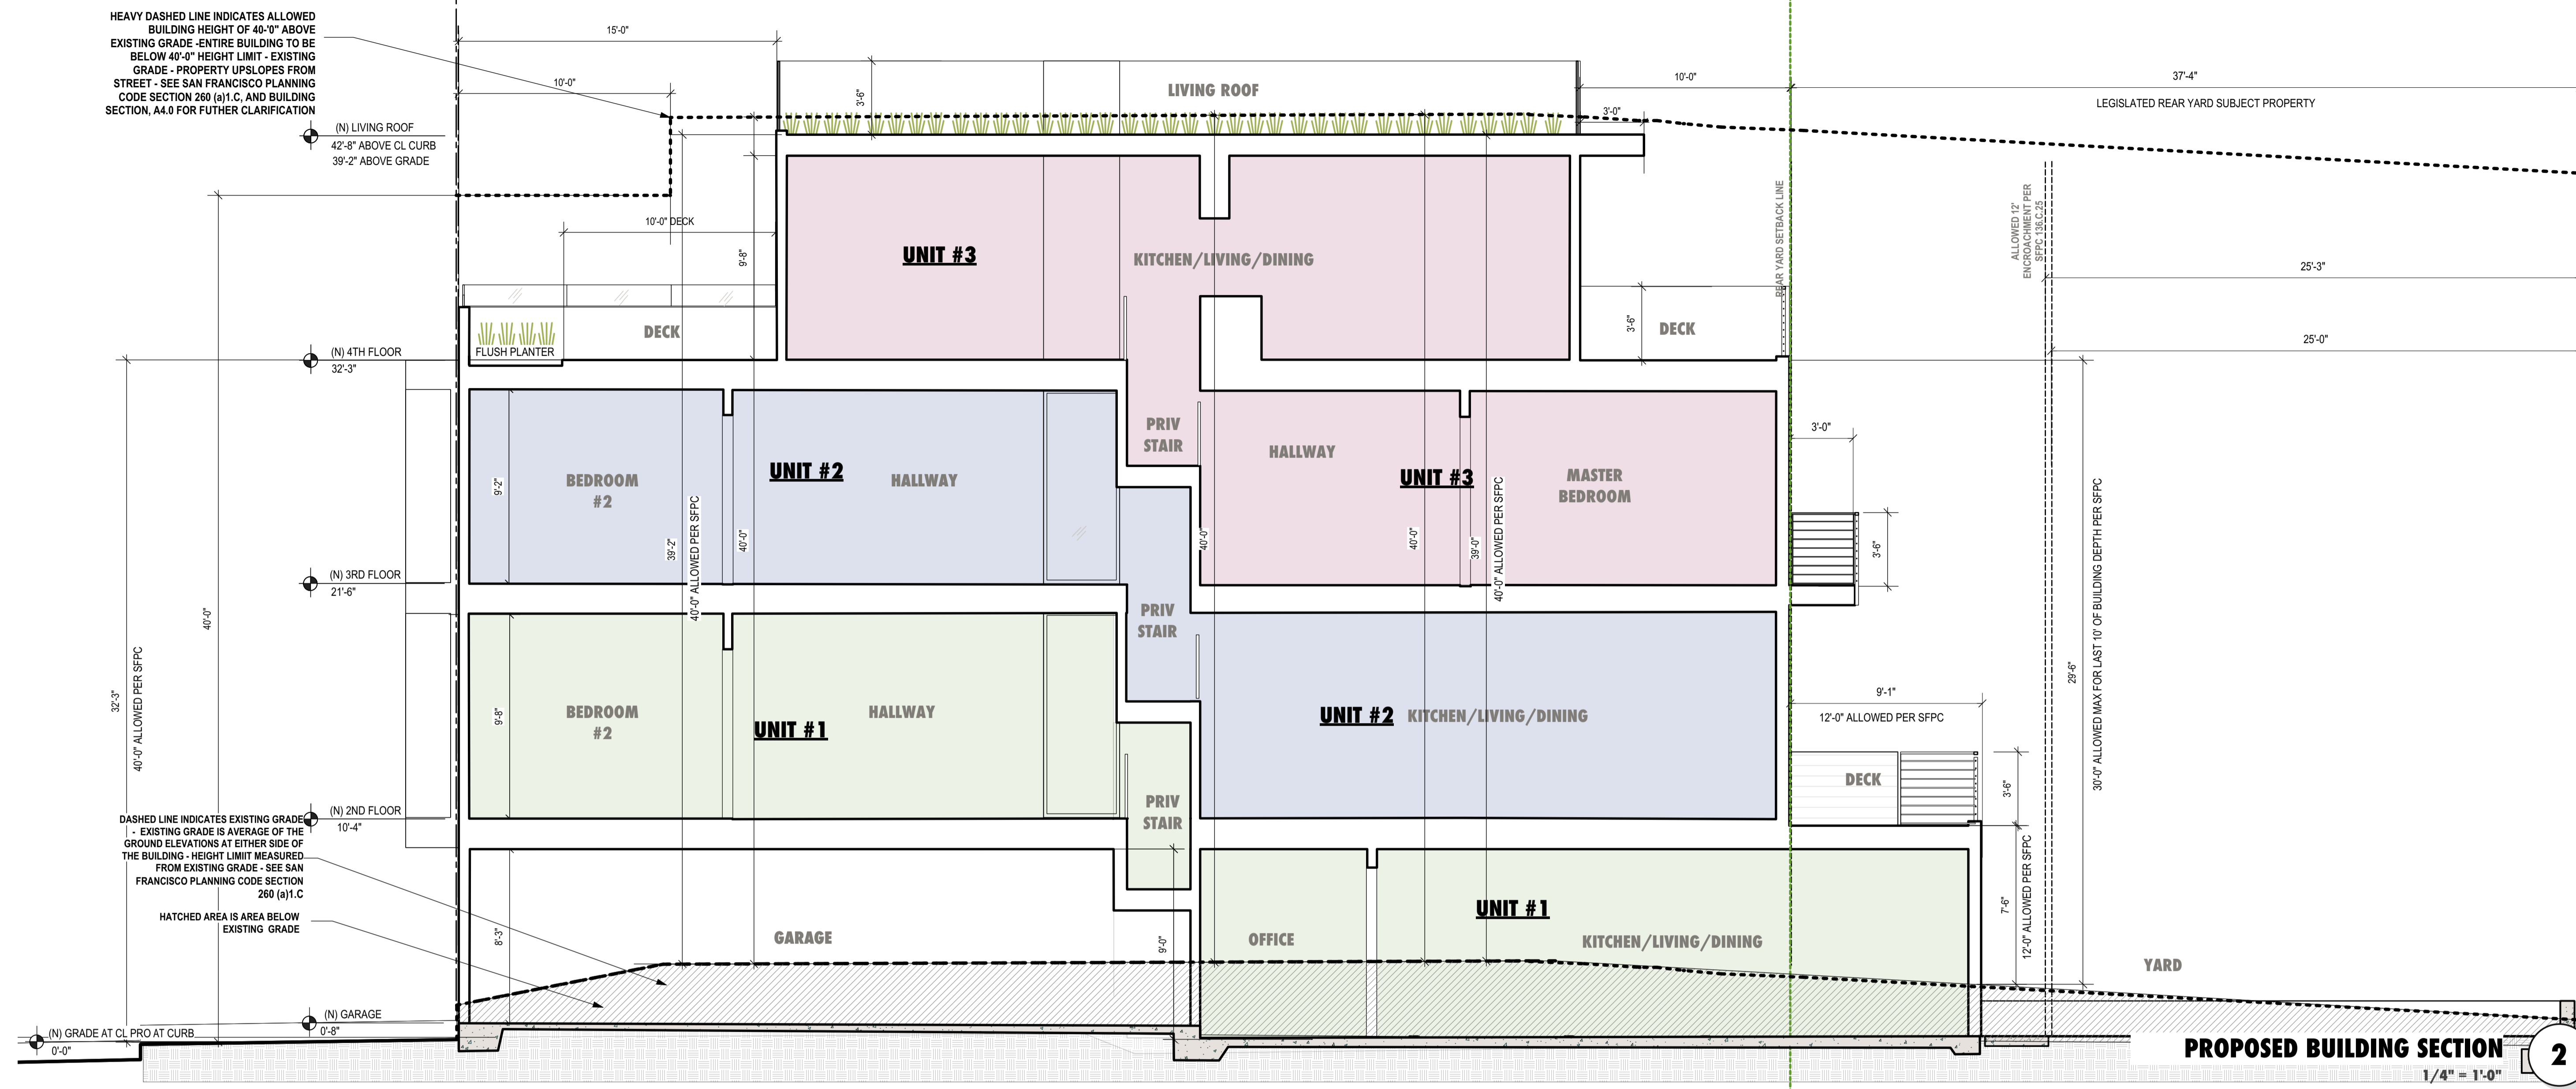 HEAVY DASHED LINE INDICATES ALLOWED
BUILDING HEIGHT OF 40-'0" ABOVE
EXISTING GRADE -ENTIRE BUILDING TO BE
BELOW 40'-0" HEIGHT LIMIT - EXISTING
GRADE - PROPERTY UPSLOPES FROM
STREET - SEE SAN FRANCISCO PLANNING
CODE SECTION 260 (a)1.C, AND BUILDING
SECTION, A4.0 FOR FUTHER CLARIFICATION
(N) LIVING ROOF
42'-8" ABOVE CL CURB
39'-2" ABOVE GRADE
15'-0"
10'-0"
3'-6"
LIVING ROOF
3'-0"
10'-0"
37'-4"
LEGISLATED REAR YARD SUBJECT PROPERTY
10'-0" DECK
9'-8"
UNIT #3
KITCHEN/LIVING/DINING
REAR YARD SETBACK LINE
ALLOWED 12'
ENCROACHMENT PER
SFPC 136.C.25
25'-3"
25'-0"
DECK
FLUSH PLANTER
3'-6"
DECK
(N) 4TH FLOOR
32'-3"
9'-2"
BEDROOM
#2
UNIT #2
HALLWAY
PRIV
STAIR
HALLWAY
UNIT #3
MASTER
BEDROOM
3'-0"
3'-6"
39'-2"
40'-0" ALLOWED PER SFPC
40'-0"
40'-0"
40'-0"
39'-0"
40'-0" ALLOWED PER SFPC
(N) 3RD FLOOR
21'-6"
40'-0"
32'-3"
40'-0" ALLOWED PER SFPC
9'-8"
BEDROOM
#2
UNIT #1
HALLWAY
PRIV
STAIR
UNIT #2
KITCHEN/LIVING/DINING
9'-1"
12'-0" ALLOWED PER SFPC
29'-6"
30'-0" ALLOWED MAX FOR LAST 10' OF BUILDING DEPTH PER SFPC
PRIV
STAIR
DECK
3'-6"
(N) 2ND FLOOR
10'-4"
DASHED LINE INDICATES EXISTING GRADE
- EXISTING GRADE IS AVERAGE OF THE
GROUND ELEVATIONS AT EITHER SIDE OF
THE BUILDING - HEIGHT LIMIIT MEASURED
FROM EXISTING GRADE - SEE SAN
FRANCISCO PLANNING CODE SECTION
260 (a)1.C
HATCHED AREA IS AREA BELOW
EXISTING GRADE
8'-3"
GARAGE
9'-0"
OFFICE
UNIT #1
KITCHEN/LIVING/DINING
7'-6"
12'-0" ALLOWED PER SFPC
YARD
(N) GARAGE
0'-8"
(N) GRADE AT CL PRO AT CURB
0'-0"
PROPOSED BUILDING SECTION
1/4" = 1'-0"
2